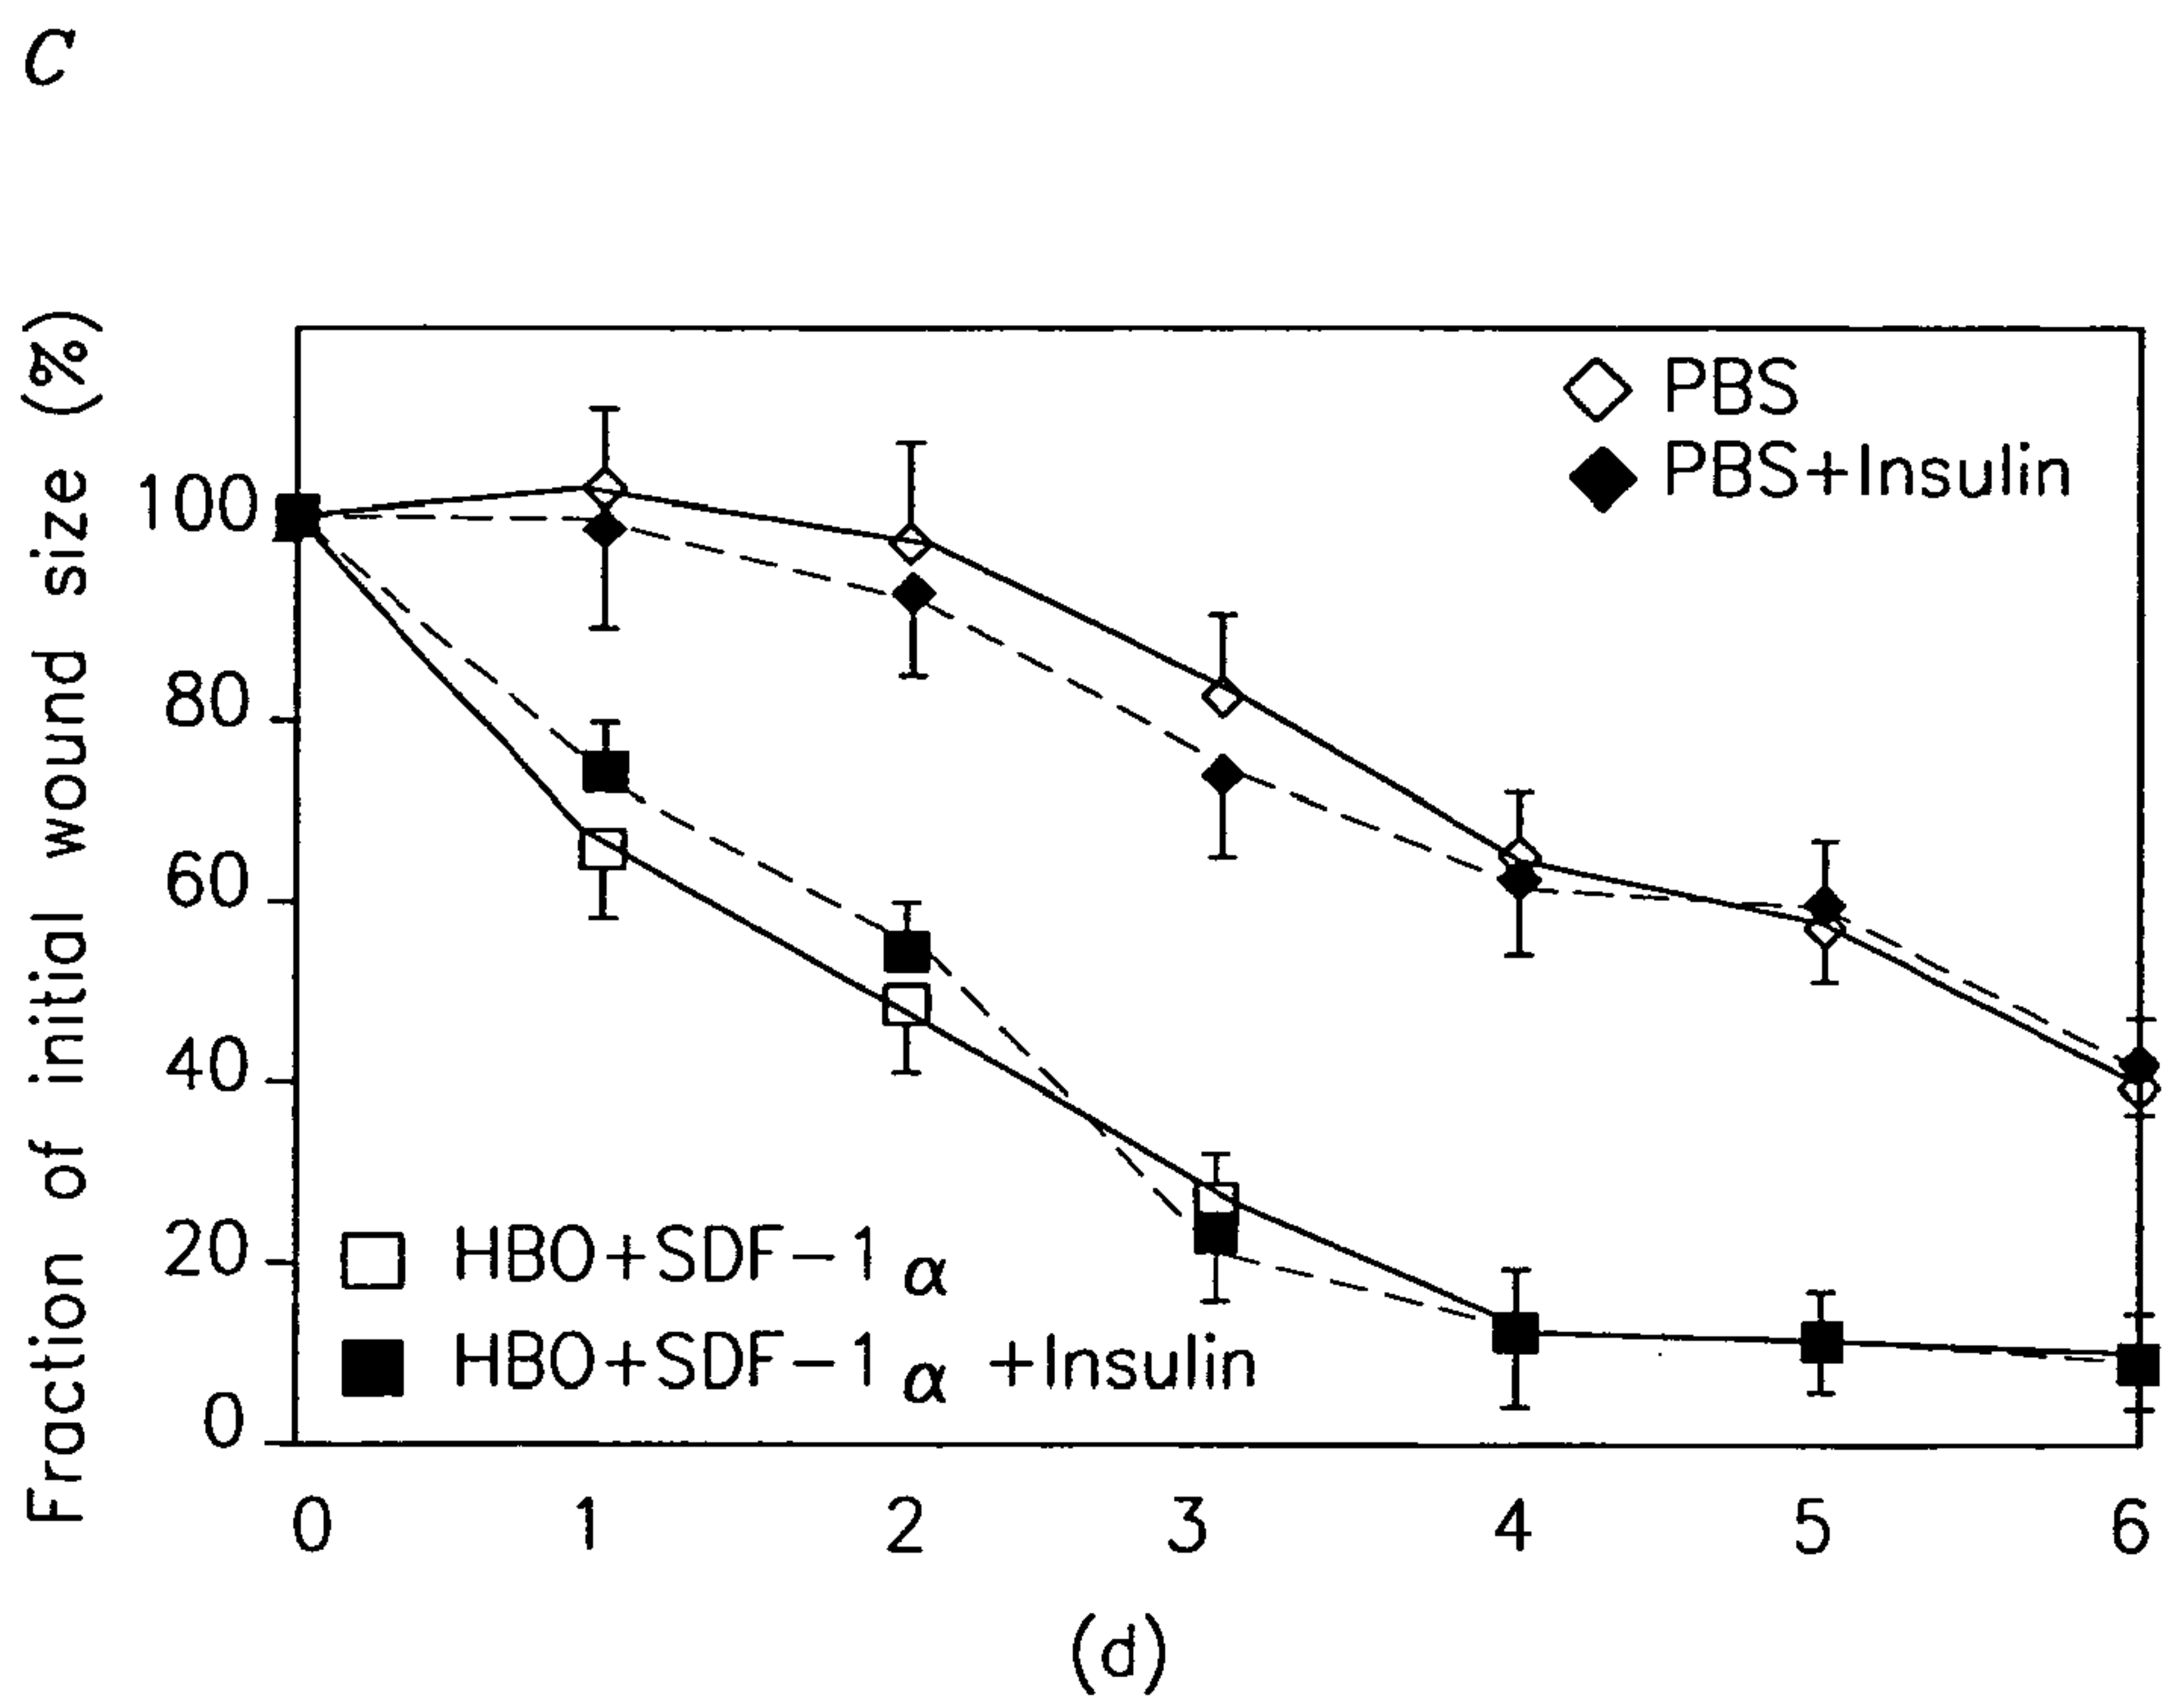 C
Fraction of initial wound size (%)
PBS
PBS+Insulin
100
80
60
40
20
0
HBO+SDF-1α
HBO+SDF-1α +Insulin
0 1 2 3 4 5 6
(d)